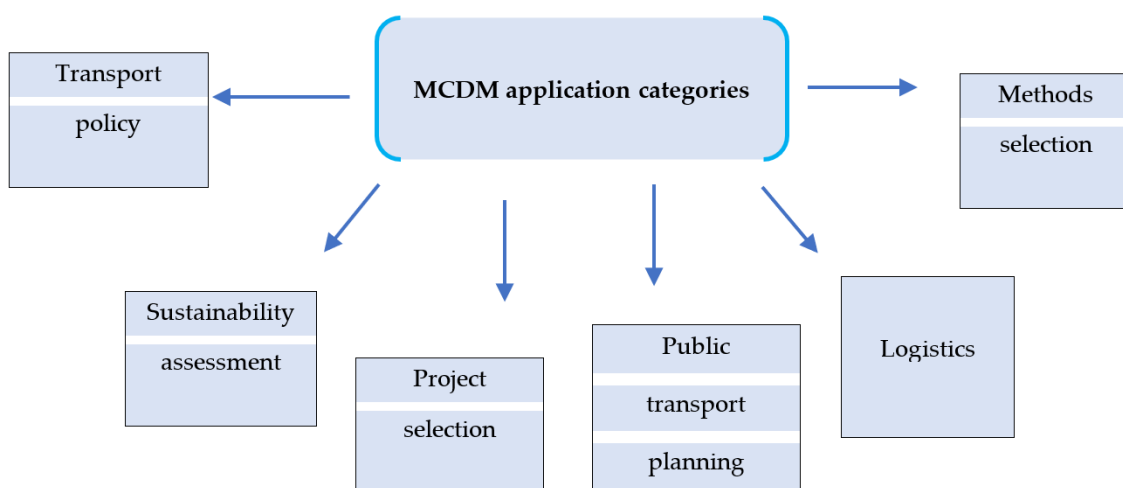 MCDM application categories
Transport
policy
Methods
selection
Sustainability
assessment
Project
selection
Public
transport
planning
Logistics